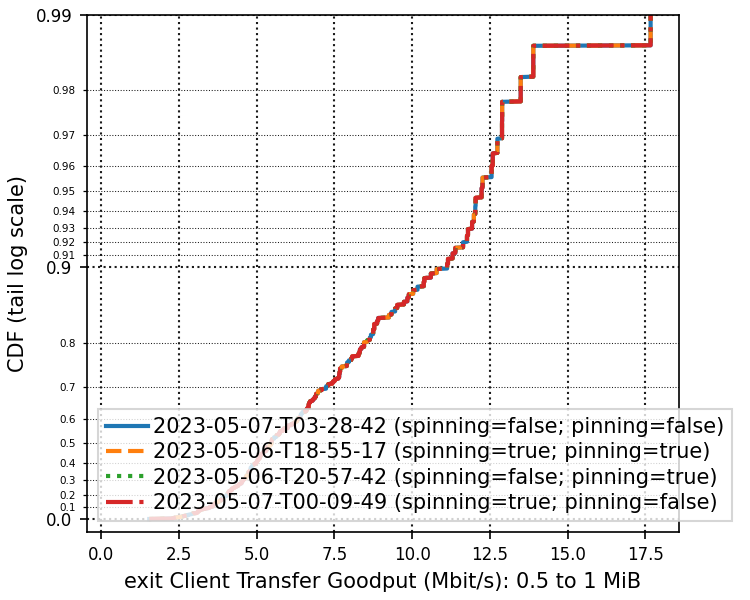 0.99
0.98
0.97
0.96
0.95
0.94
0.93
0.92
0.91
0.9
0.8
0.7
0.6
0.5
0.4
0.3
0.2
0.1
0.0
CDF (tail log scale)
2023-05-07-T03-28-42 (spinning=false; pinning=false)
2023-05-06-T18-55-17 (spinning=true; pinning=true)
2023-05-06-T20-57-42 (spinning=false; pinning=true)
2023-05-07-T00-09-49 (spinning=true; pinning=false)
0.0 2.5 5.0 7.5 10.0 12.5 15.0 17.5
exit Client Transfer Goodput (Mbit/s): 0.5 to 1 MiB